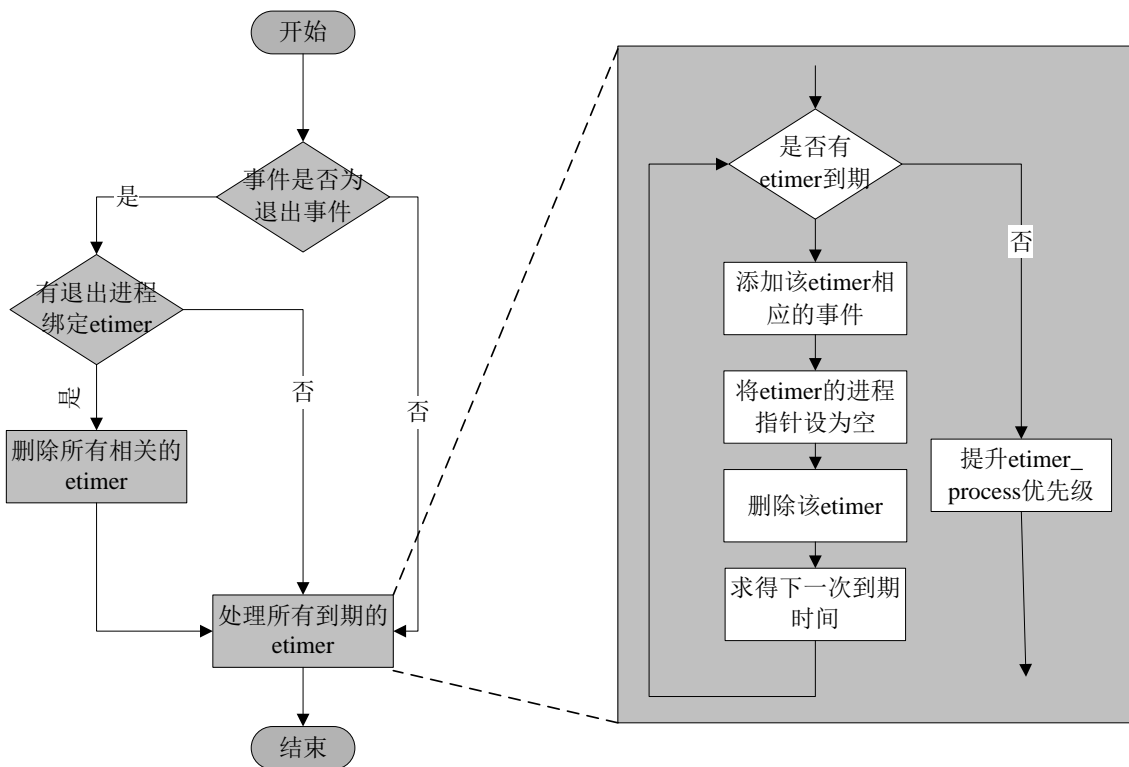 开始
事件是否为
退出事件
是
有退出进程
绑定etimer
是
否
否
删除所有相关的
etimer
处理所有到期的
etimer
结束
是否有
etimer到期
否
添加该etimer相
应的事件
将etimer的进程
指针设为空
删除该etimer
求得下一次到期
时间
提升etimer_
process优先级